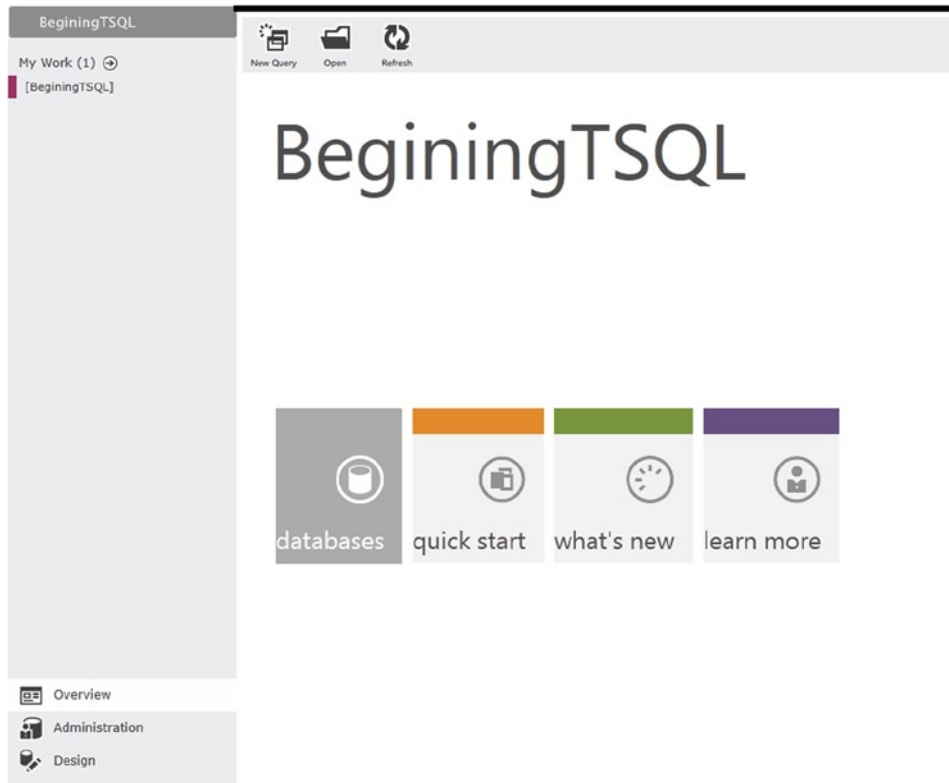 BeginingTSQL
My Work (1)
[BeginingTSQL]
New Query
Open
Refresh
BeginingTSQL
databases
quick start
what's new
learn more
Overview
Administration
Design